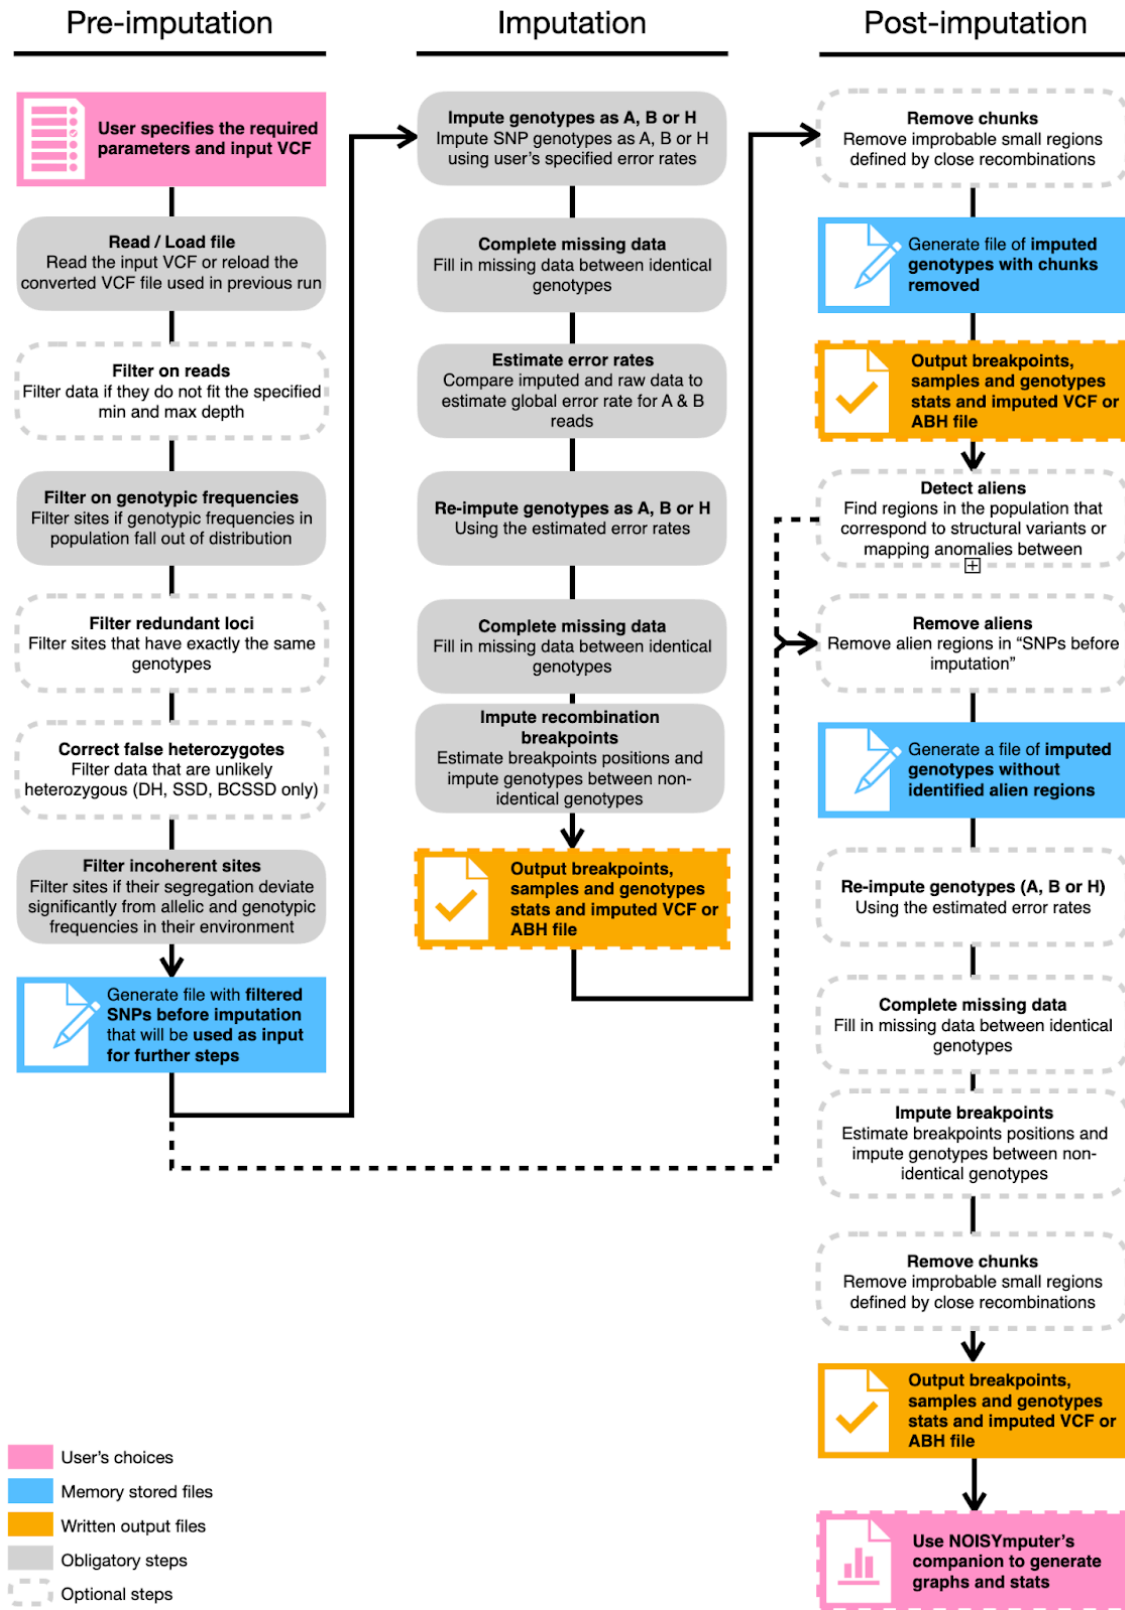 Pre-imputation
User specifies the required
parameters and input VCF
Read / Load file
Read the input VCF or reload the
converted VCF file used in previous run
Filter on reads
Filter data if they do not fit the specified
min and max depth
Filter on genotypic frequencies
Filter sites if genotypic frequencies in
population fall out of distribution
Filter redundant loci
Filter sites that have exactly the same
genotypes
Correct false heterozygotes
Filter data that are unlikely
heterozygous (DH, SSD, BCSSD only)
Filter incoherent sites
Filter sites if their segregation deviate
significantly from allelic and genotypic
frequencies in their environment
Generate file with filtered
SNPs before imputation
that will be used as input
for further steps
Imputation
Impute genotypes as A, B or H
Impute SNP genotypes as A, B or H
using user's specified error rates
Complete missing data
Fill in missing data between identical
genotypes
Estimate error rates
Compare imputed and raw data to
estimate global error rate for A & B
reads
Re-impute genotypes as A, B or H
Using the estimated error rates
Complete missing data
Fill in missing data between identical
genotypes
Impute recombination
breakpoints
Estimate breakpoints positions and
impute genotypes between non-
identical genotypes
Output breakpoints,
samples and genotypes
stats and imputed VCF or
ABH file
Post-imputation
Remove chunks
Remove improbable small regions
defined by close recombinations
Generate file of imputed
genotypes with chunks
removed
Output breakpoints,
samples and genotypes
stats and imputed VCF or
ABH file
Detect aliens
Find regions in the population that
correspond to structural variants or
mapping anomalies between
Remove aliens
Remove alien regions in “SNPs before
imputation”
Generate a file of imputed
genotypes without
identified alien regions
Re-impute genotypes (A, B or H)
Using the estimated error rates
Complete missing data
Fill in missing data between identical
genotypes
Impute breakpoints
Estimate breakpoints positions and
impute genotypes between non-
identical genotypes
Remove chunks
Remove improbable small regions
defined by close recombinations
Output breakpoints,
samples and genotypes
stats and imputed VCF or
ABH file
Use NOISYmputer's
companion to generate
graphs and stats
User's choices
Memory stored files
Written output files
Obligatory steps
Optional steps